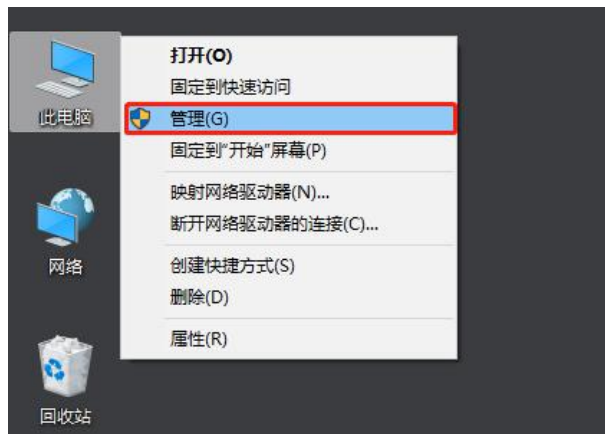 此电脑
网络
回收站
打开(O)
固定到快速访问
管理(G)
固定到"开始"屏幕(P)
映射网络驱动器(N)...
断开网络驱动器的连接(C)...
创建快捷方式(S)
删除(D)
属性(R)